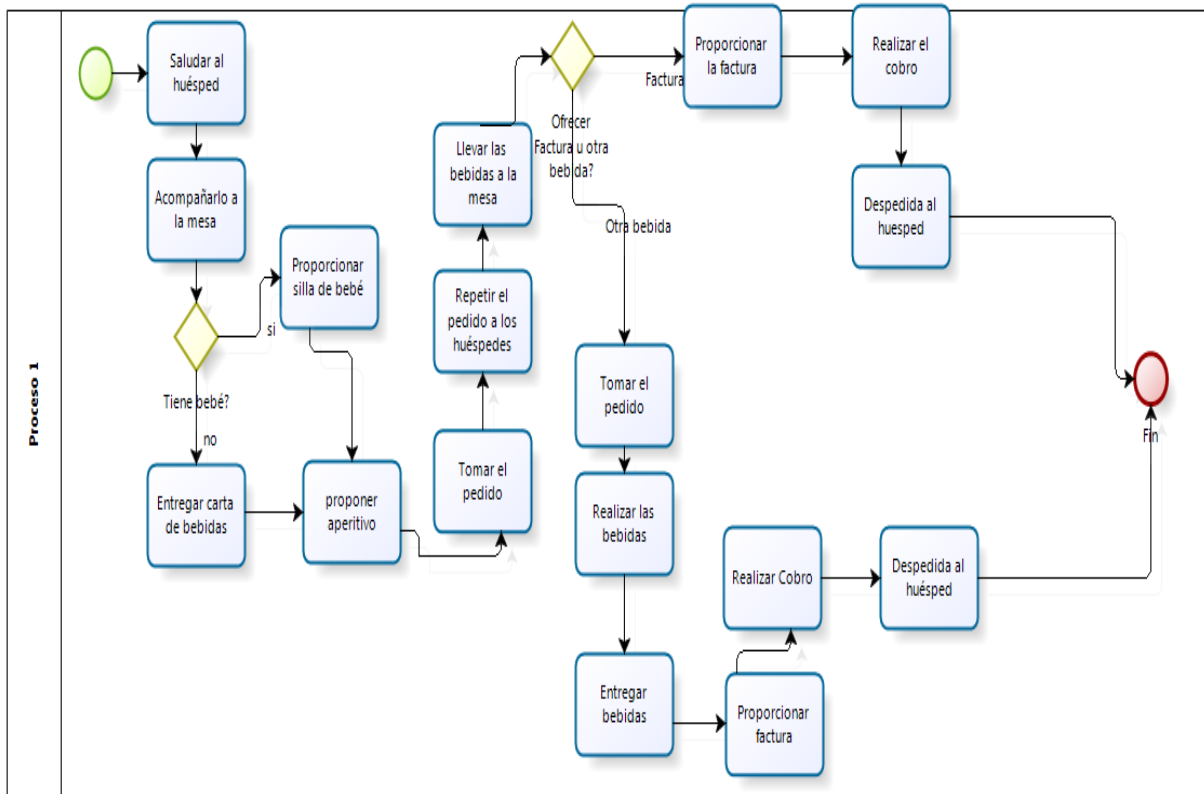 Proceso 1
Saludar al
huésped
Acompañarlo a
la mesa
Tiene bebé?
si
no
Proporcionar
silla de bebé
Entregar carta
de bebidas
proponer
aperitivo
Tomar el
pedido
Repetir el
pedido a los
huéspedes
Llevar las
bebidas a la
mesa
Ofrecer
Factura u otra
bebida?
Factura
Otra bebida
Proporcionar
la factura
Realizar el
cobro
Despedida al
huesped
Tomar el
pedido
Realizar las
bebidas
Entregar
bebidas
Proporcionar
factura
Realizar Cobro
Despedida al
huésped
Fin